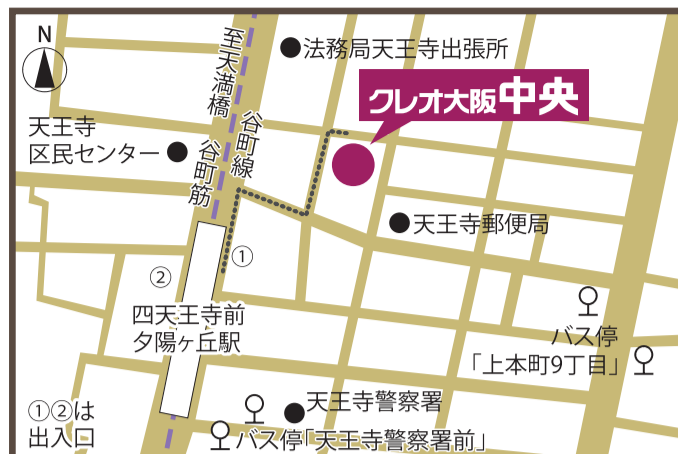 N
至天満橋
谷町線
谷町筋
法務局天王寺出張所
クレオ大阪中央
天王寺
区民センター
天王寺郵便局
①
②
四天王寺前
夕陽ヶ丘駅
バス停
「上本町9丁目」
天王寺警察署
バス停「天王寺警察署前」
①②は
出入口